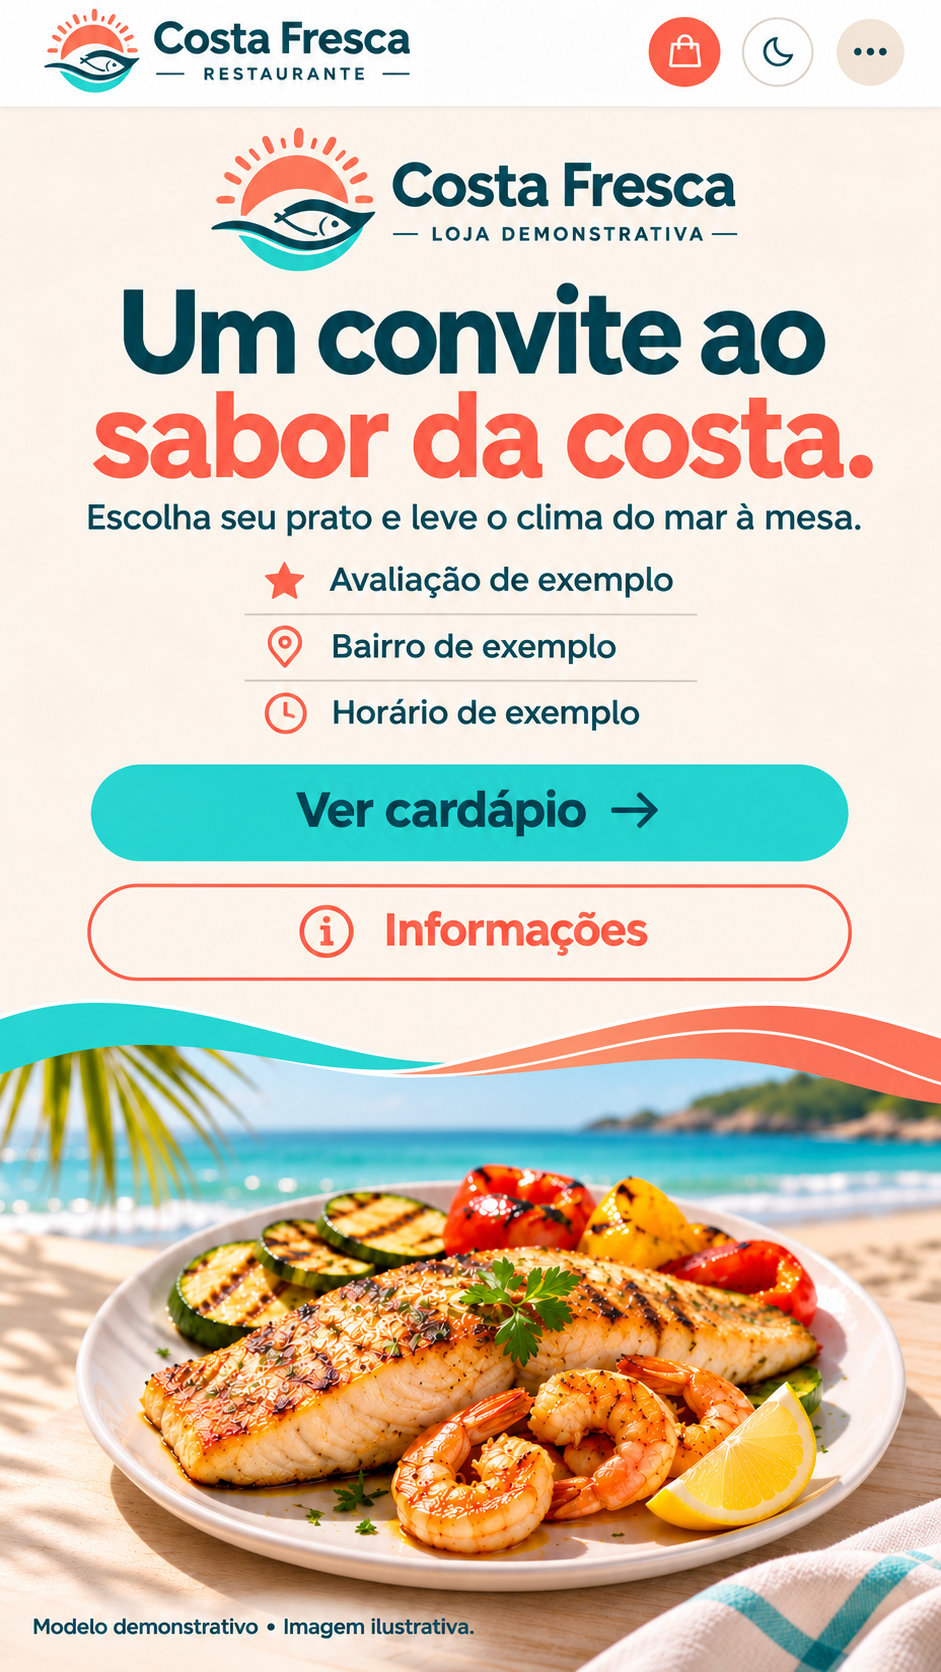 Costa Fresca
RESTAURANTE
Costa Fresca
LOJA DEMONSTRATIVA
Um convite ao
sabor da costa.
Escolha seu prato e leve o clima do mar à mesa.
Avaliação de exemplo
Bairro de exemplo
Horário de exemplo
Ver cardápio →
Informações
Modelo demonstrativo • Imagem ilustrativa.